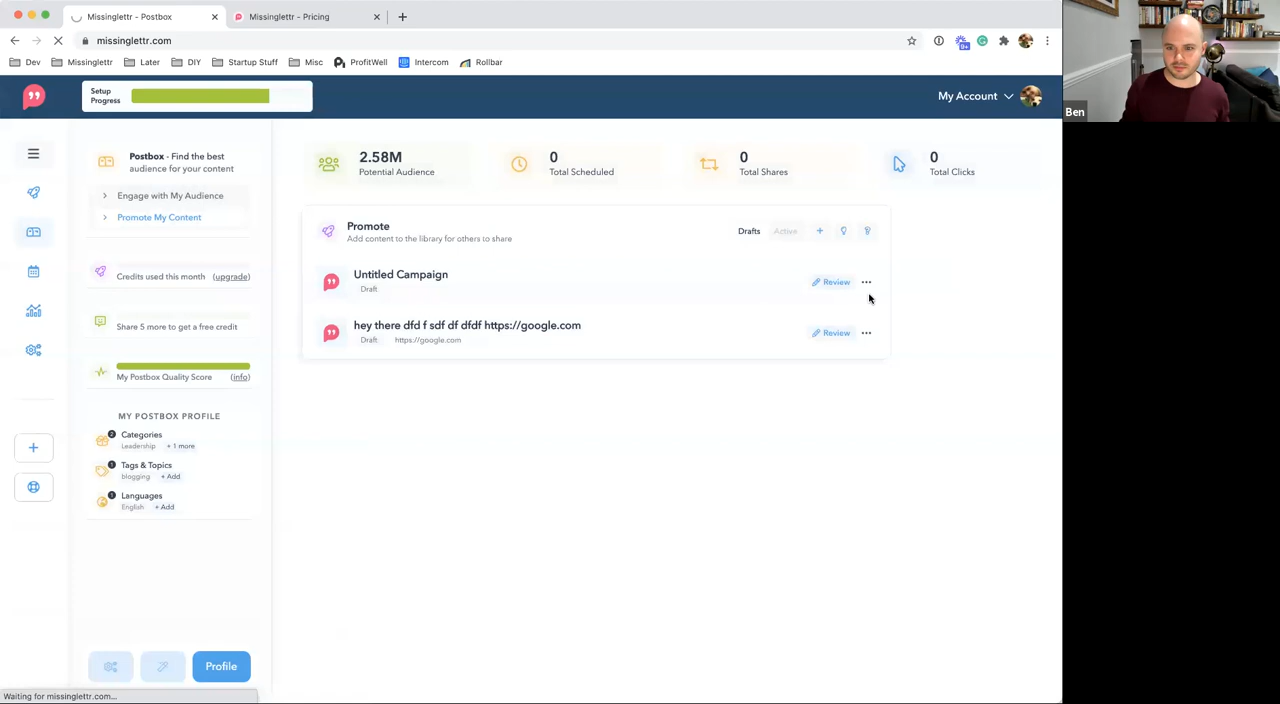 Missinglettr - Postbox
Missinglettr - Pricing
missinglettr.com
9+
Dev
Missinglettr
Later
DIY
Startup Stuff
Misc
ProfitWell
Intercom
Rollbar
Setup
Progress
My Account
Ben
Postbox - Find the best
audience for your content
Engage with My Audience
Promote My Content
Credits used this month (upgrade)
Share 5 more to get a free credit
My Postbox Quality Score (info)
MY POSTBOX PROFILE
2
Categories
Leadership + 1 more
1
Tags & Topics
blogging + Add
1
Languages
English + Add
Profile
2.58M
Potential Audience
0
Total Scheduled
0
Total Shares
0
Total Clicks
Promote
Add content to the library for others to share
Drafts Active
Untitled Campaign
Draft
Review
hey there dfd f sdf df dfdf https://google.com
Draft https://google.com
Review
Waiting for missinglettr.com...